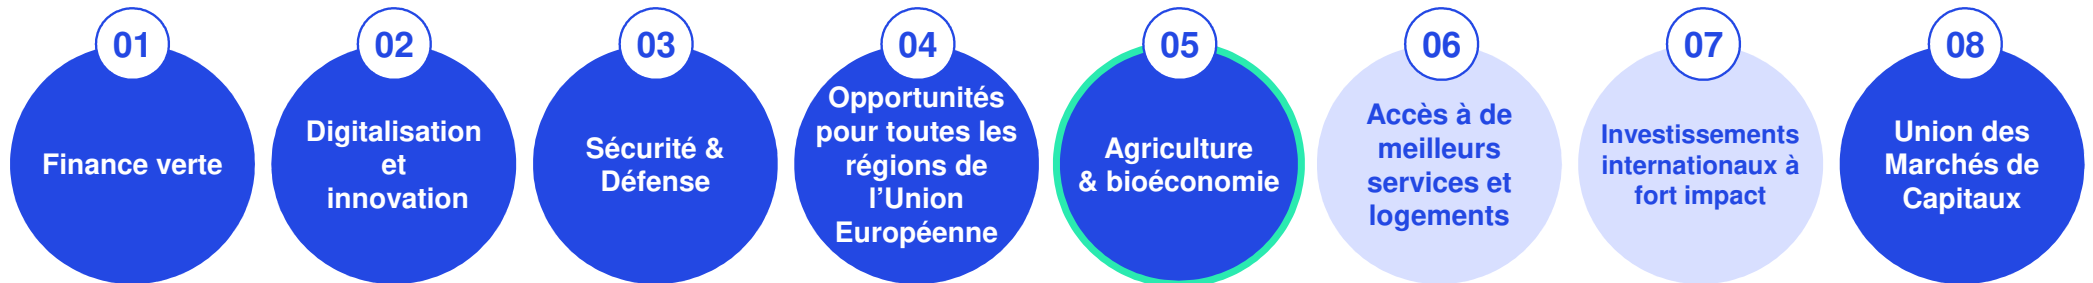 01
Finance verte
02
Digitalisation
et
innovation
03
Sécurité &
Défense
04
Opportunités
pour toutes les
régions de
l’Union
Européenne
05
Agriculture
& bioéconomie
06
Accès à de
meilleurs
services et
logements
07
Investissements
internationaux à
fort impact
08
Union des
Marchés de
Capitaux